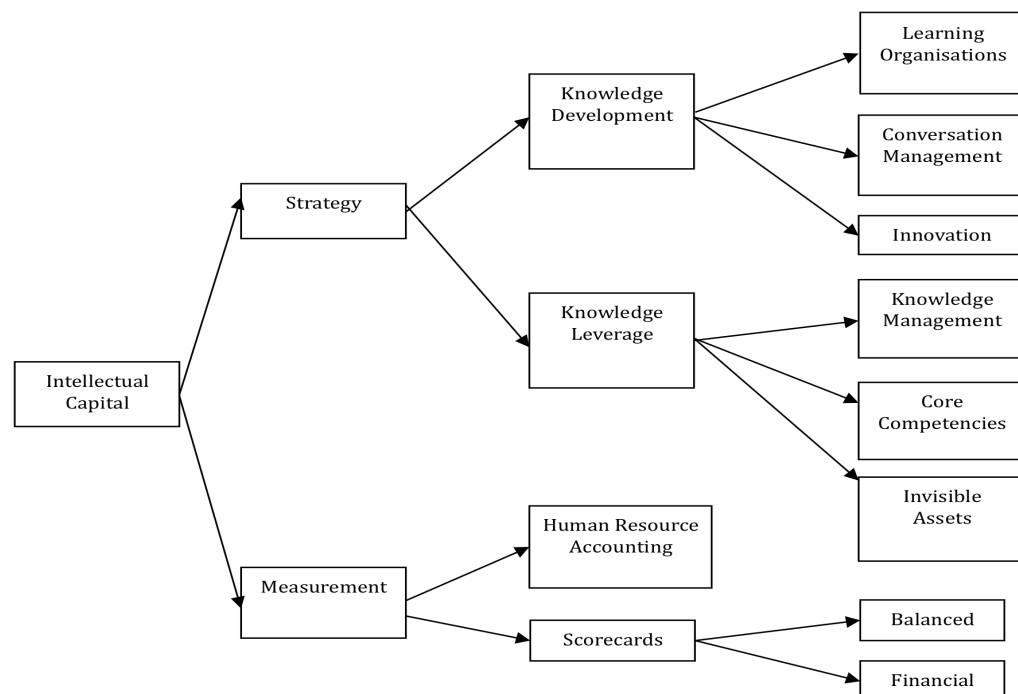 Learning
Organisations
Knowledge
Development
Conversation
Management
Strategy
Innovation
Knowledge
Leverage
Knowledge
Management
Intellectual
Capital
Core
Competencies
Invisible
Assets
Human Resource
Accounting
Measurement
Scorecards
Balanced
Financial